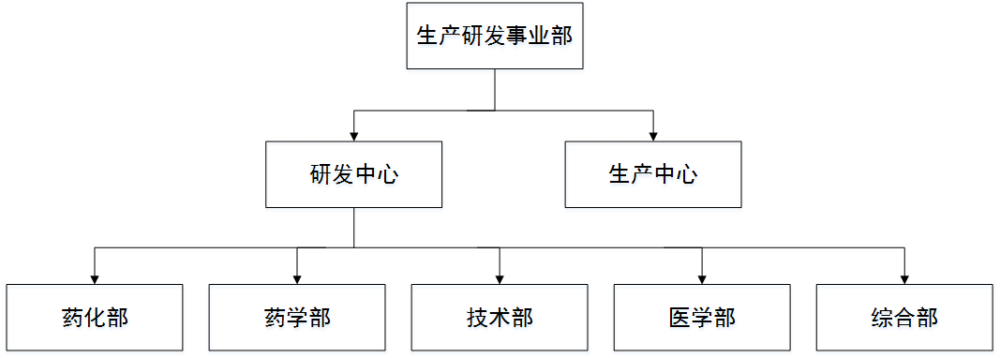 生产研发事业部
研发中心
生产中心
药化部
药学部
技术部
医学部
综合部